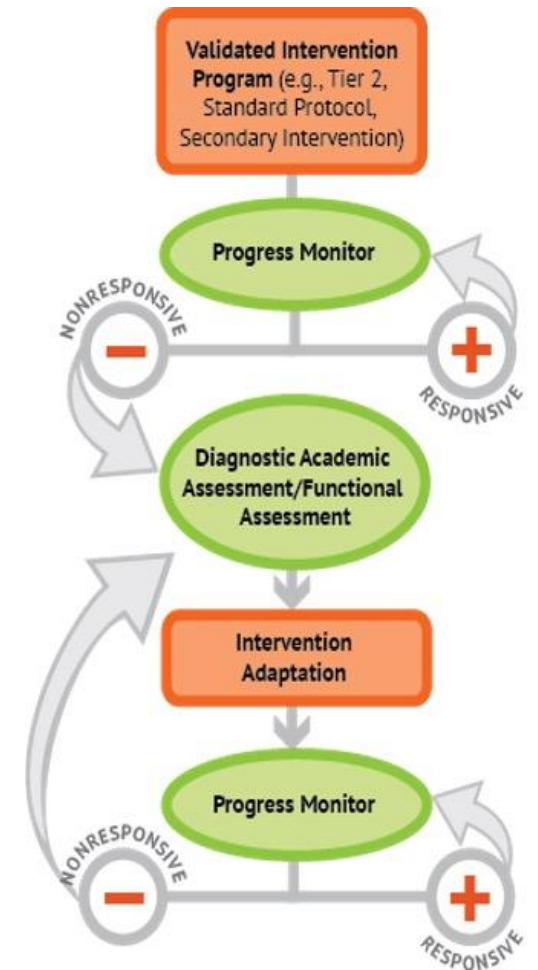 Validated Intervention
Program (e.g., Tier 2,
Standard Protocol,
Secondary Intervention)
Progress Monitor
NONRESPONSIVE
RESPONSIVE
Diagnostic Academic
Assessment/Functional
Assessment
Intervention
Adaptation
Progress Monitor
NONRESPONSIVE
RESPONSIVE